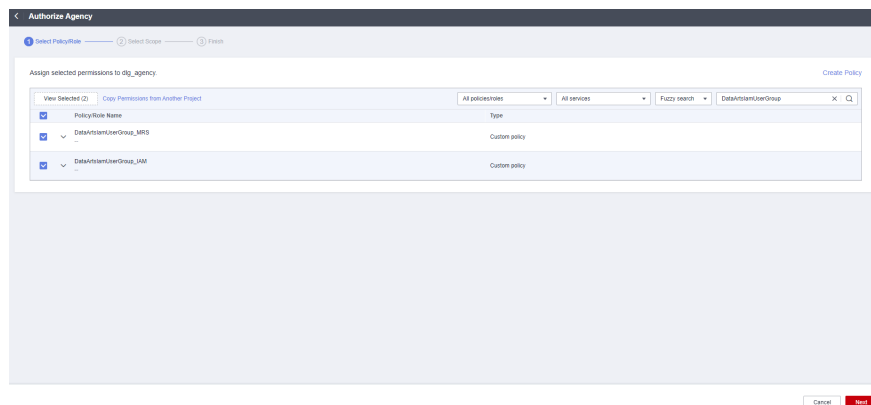 Authorize Agency
1 Select Policy/Role 2 Select Scope 3 Finish
Assign selected permissions to dlg_agency. Create Policy
View Selected (2) Copy Permissions from Another Project All policies/roles All services Fuzzy search DataArtsIamUserGroup
Policy/Role Name Type
DataArtsIamUserGroup_MRS Custom policy
--
DataArtsIamUserGroup_IAM Custom policy
--
Cancel Next